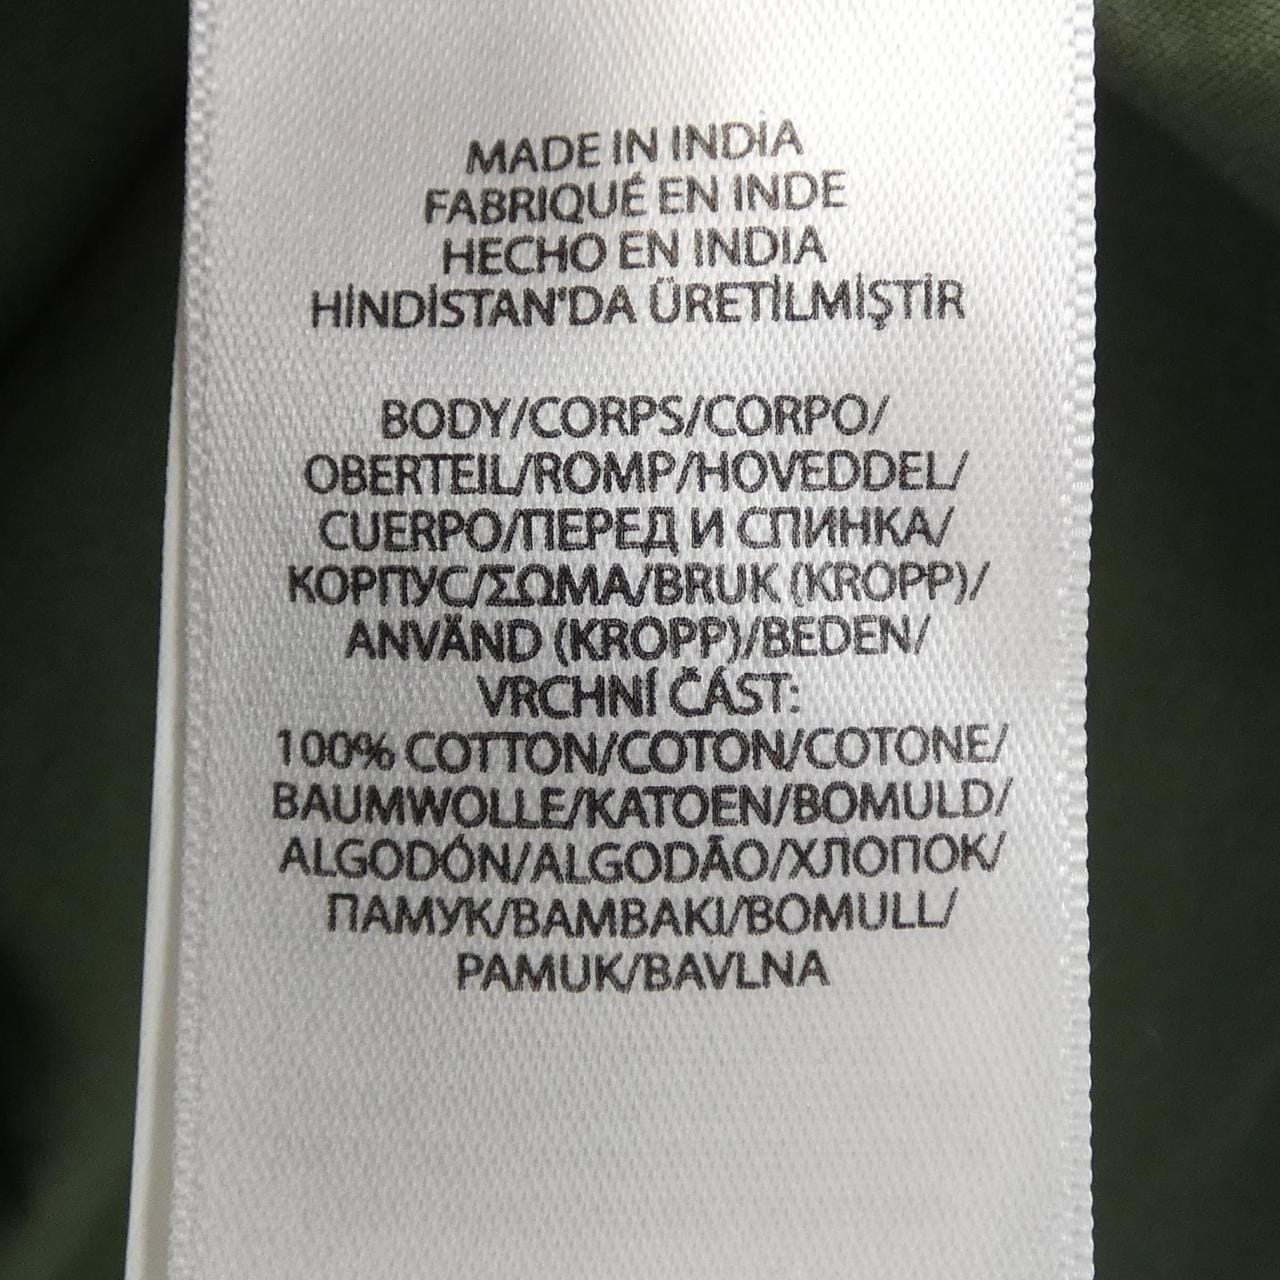 MADE IN INDİA
FABRIQUÉ EN INDE
HECHO EN INDIA
HİNDİSTAN'DA ÜRETİLMİŞTİR
BODY/CORPS/CORPO/
OBERTEIL/ROMP/HOVEDDEL/
CUERPO/ПЕРЕД И СПИНКА/
КОРПУС/ΣΩΜΑ/BRUK (KROPP)/
ANVÄND (KROPP)/BEDEN/
VRCHNÍ ČÁST:
100% COTTON/COTON/COTONE/
BAUMWOLLE/KATOEN/BOMULD/
ALGODÓN/ALGODÃO/ХЛОПОК/
ПАМУК/ΒΑΜΒΑΚΙ/BOMULL/
PAMUK/BAVLNA